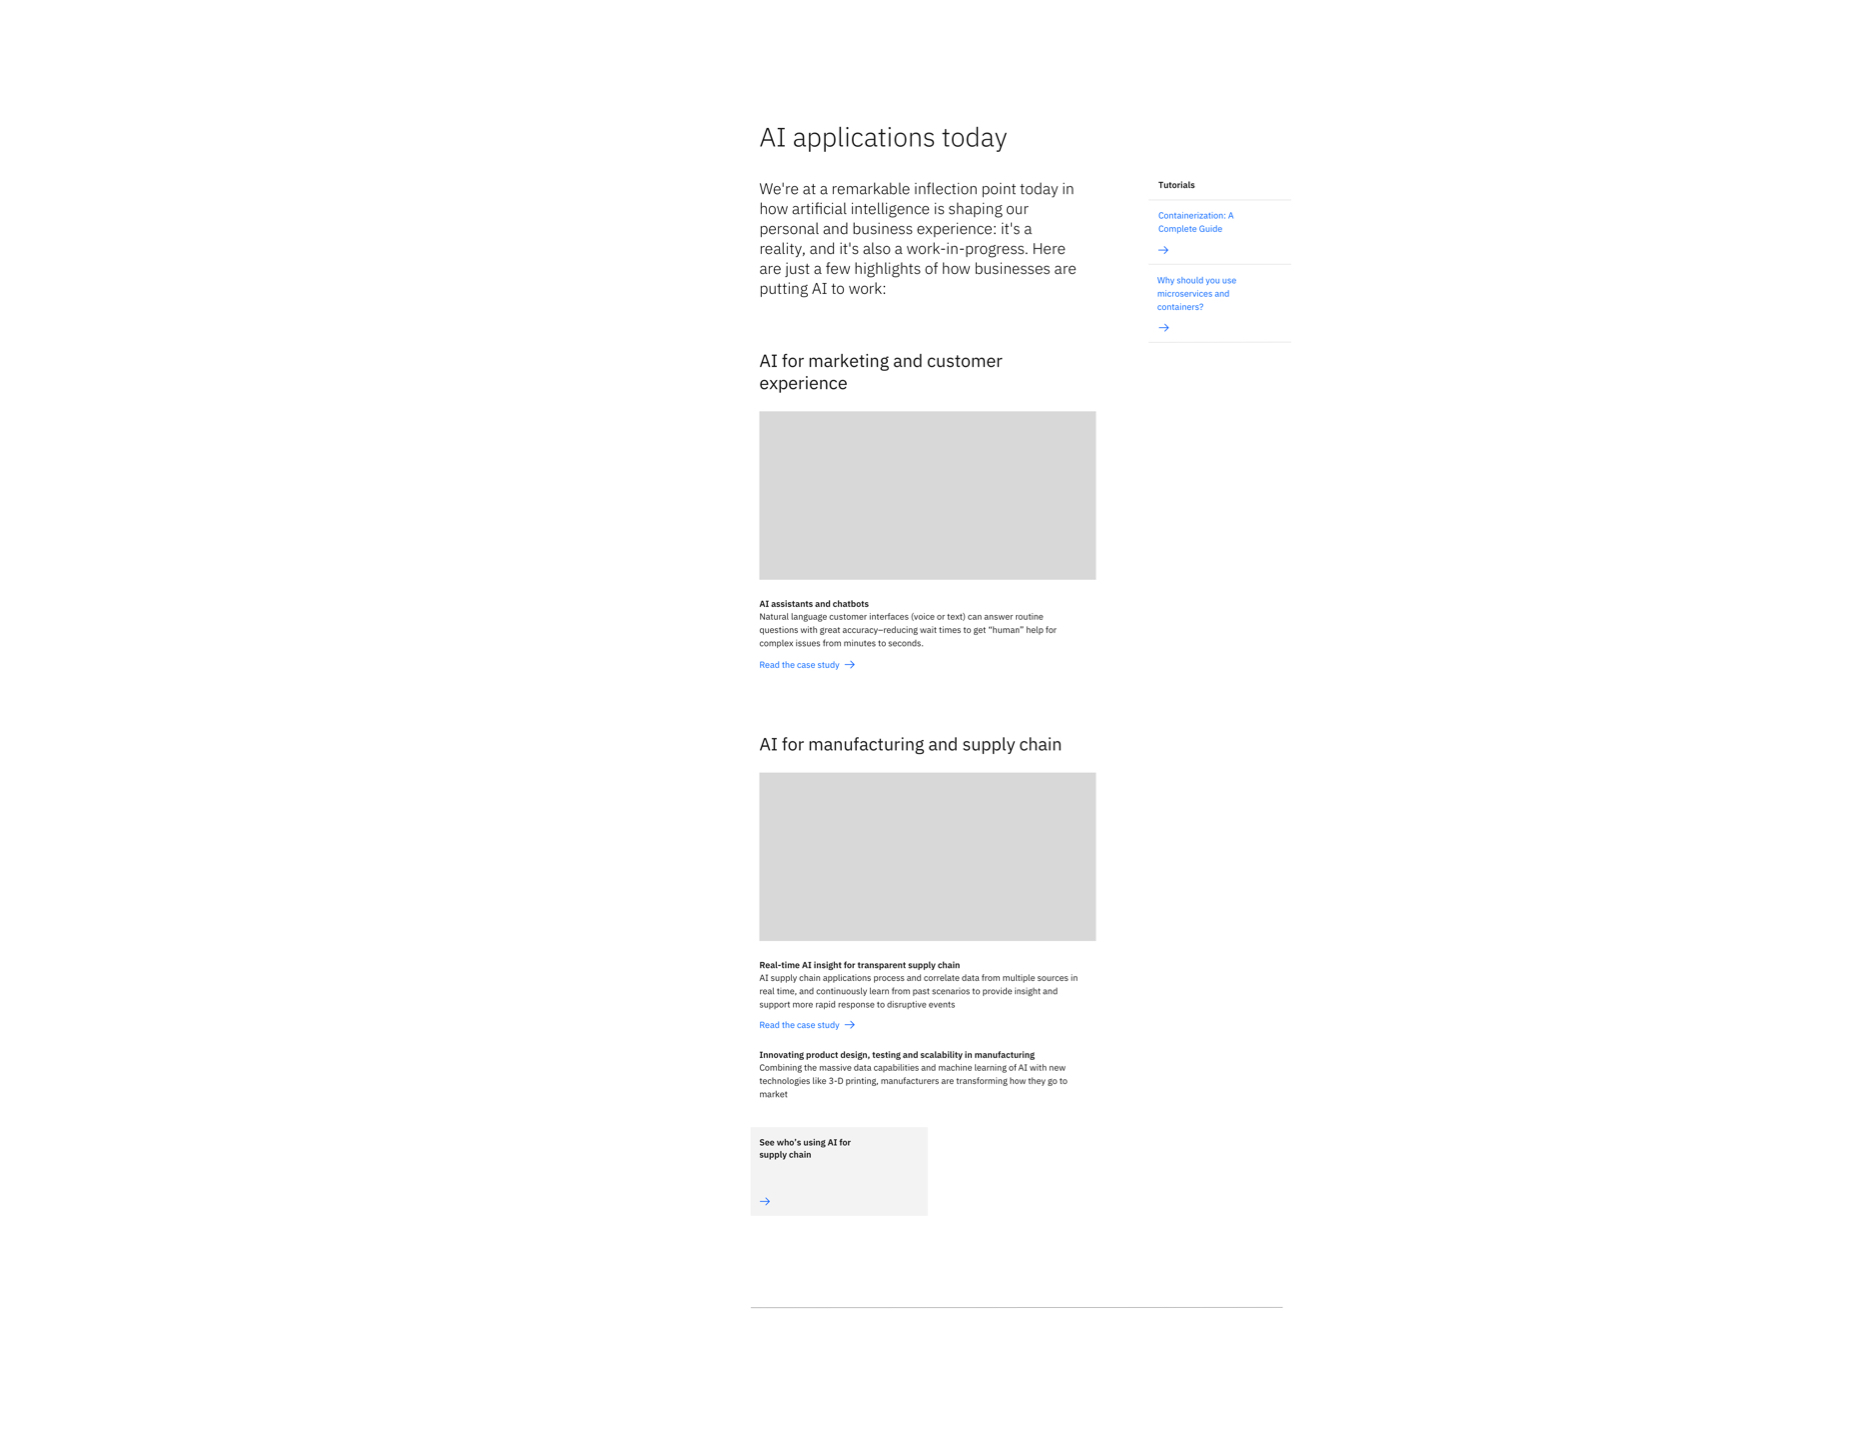 AI applications today
We're at a remarkable inflection point today in
how artificial intelligence is shaping our
personal and business experience: it's a
reality, and it's also a work-in-progress. Here
are just a few highlights of how businesses are
putting AI to work:
Tutorials
Containerization: A
Complete Guide
Why should you use
microservices and
containers?
AI for marketing and customer
experience
AI assistants and chatbots
Natural language customer interfaces (voice or text) can answer routine
questions with great accuracy–reducing wait times to get “human” help for
complex issues from minutes to seconds.
Read the case study
AI for manufacturing and supply chain
Real-time AI insight for transparent supply chain
AI supply chain applications process and correlate data from multiple sources in
real time, and continuously learn from past scenarios to provide insight and
support more rapid response to disruptive events
Read the case study
Innovating product design, testing and scalability in manufacturing
Combining the massive data capabilities and machine learning of AI with new
technologies like 3-D printing, manufacturers are transforming how they go to
market
See who’s using AI for
supply chain